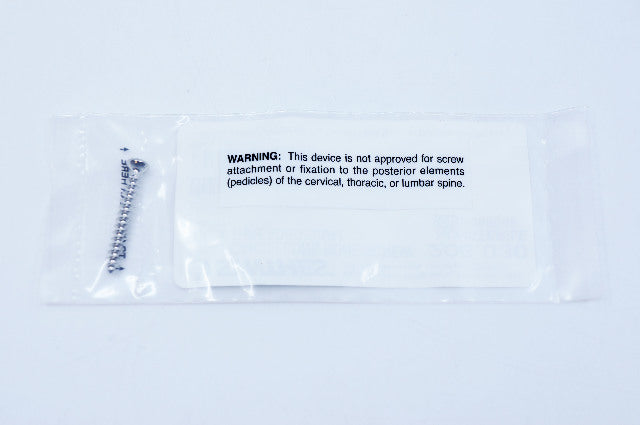 WARNING: This device is not approved for screw
attachment or fixation to the posterior elements
(pedicles) of the cervical, thoracic, or lumbar spine.
HERE